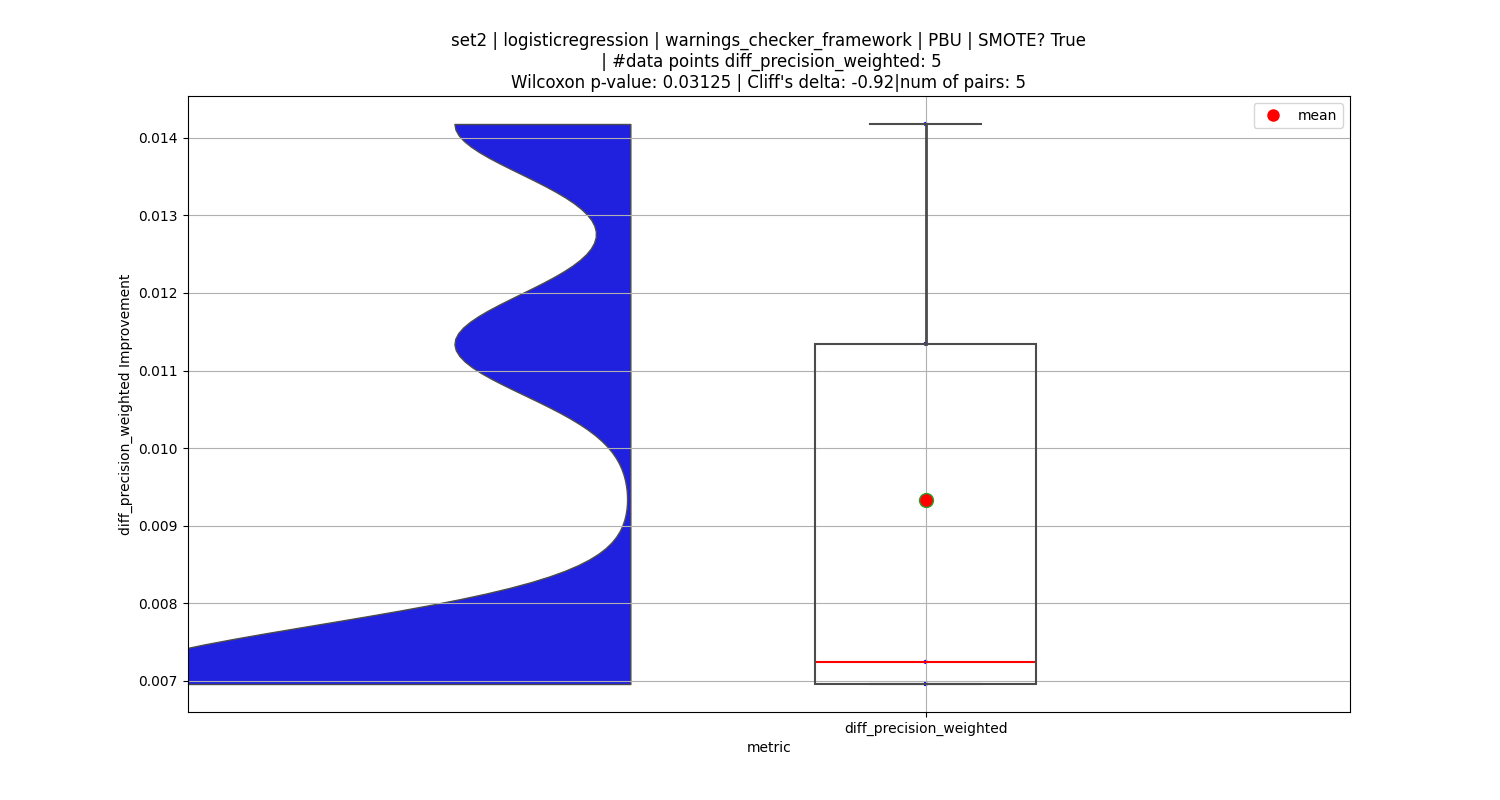 set2 | logisticregression | warnings_checker_framework | PBU | SMOTE? True
| #data points diff_precision_weighted: 5
Wilcoxon p-value: 0.03125 | Cliff's delta: -0.92|num of pairs: 5
mean
0.014
0.013
0.012
0.011
0.010
0.009
0.008
0.007
diff_precision_weighted Improvement
diff_precision_weighted
metric